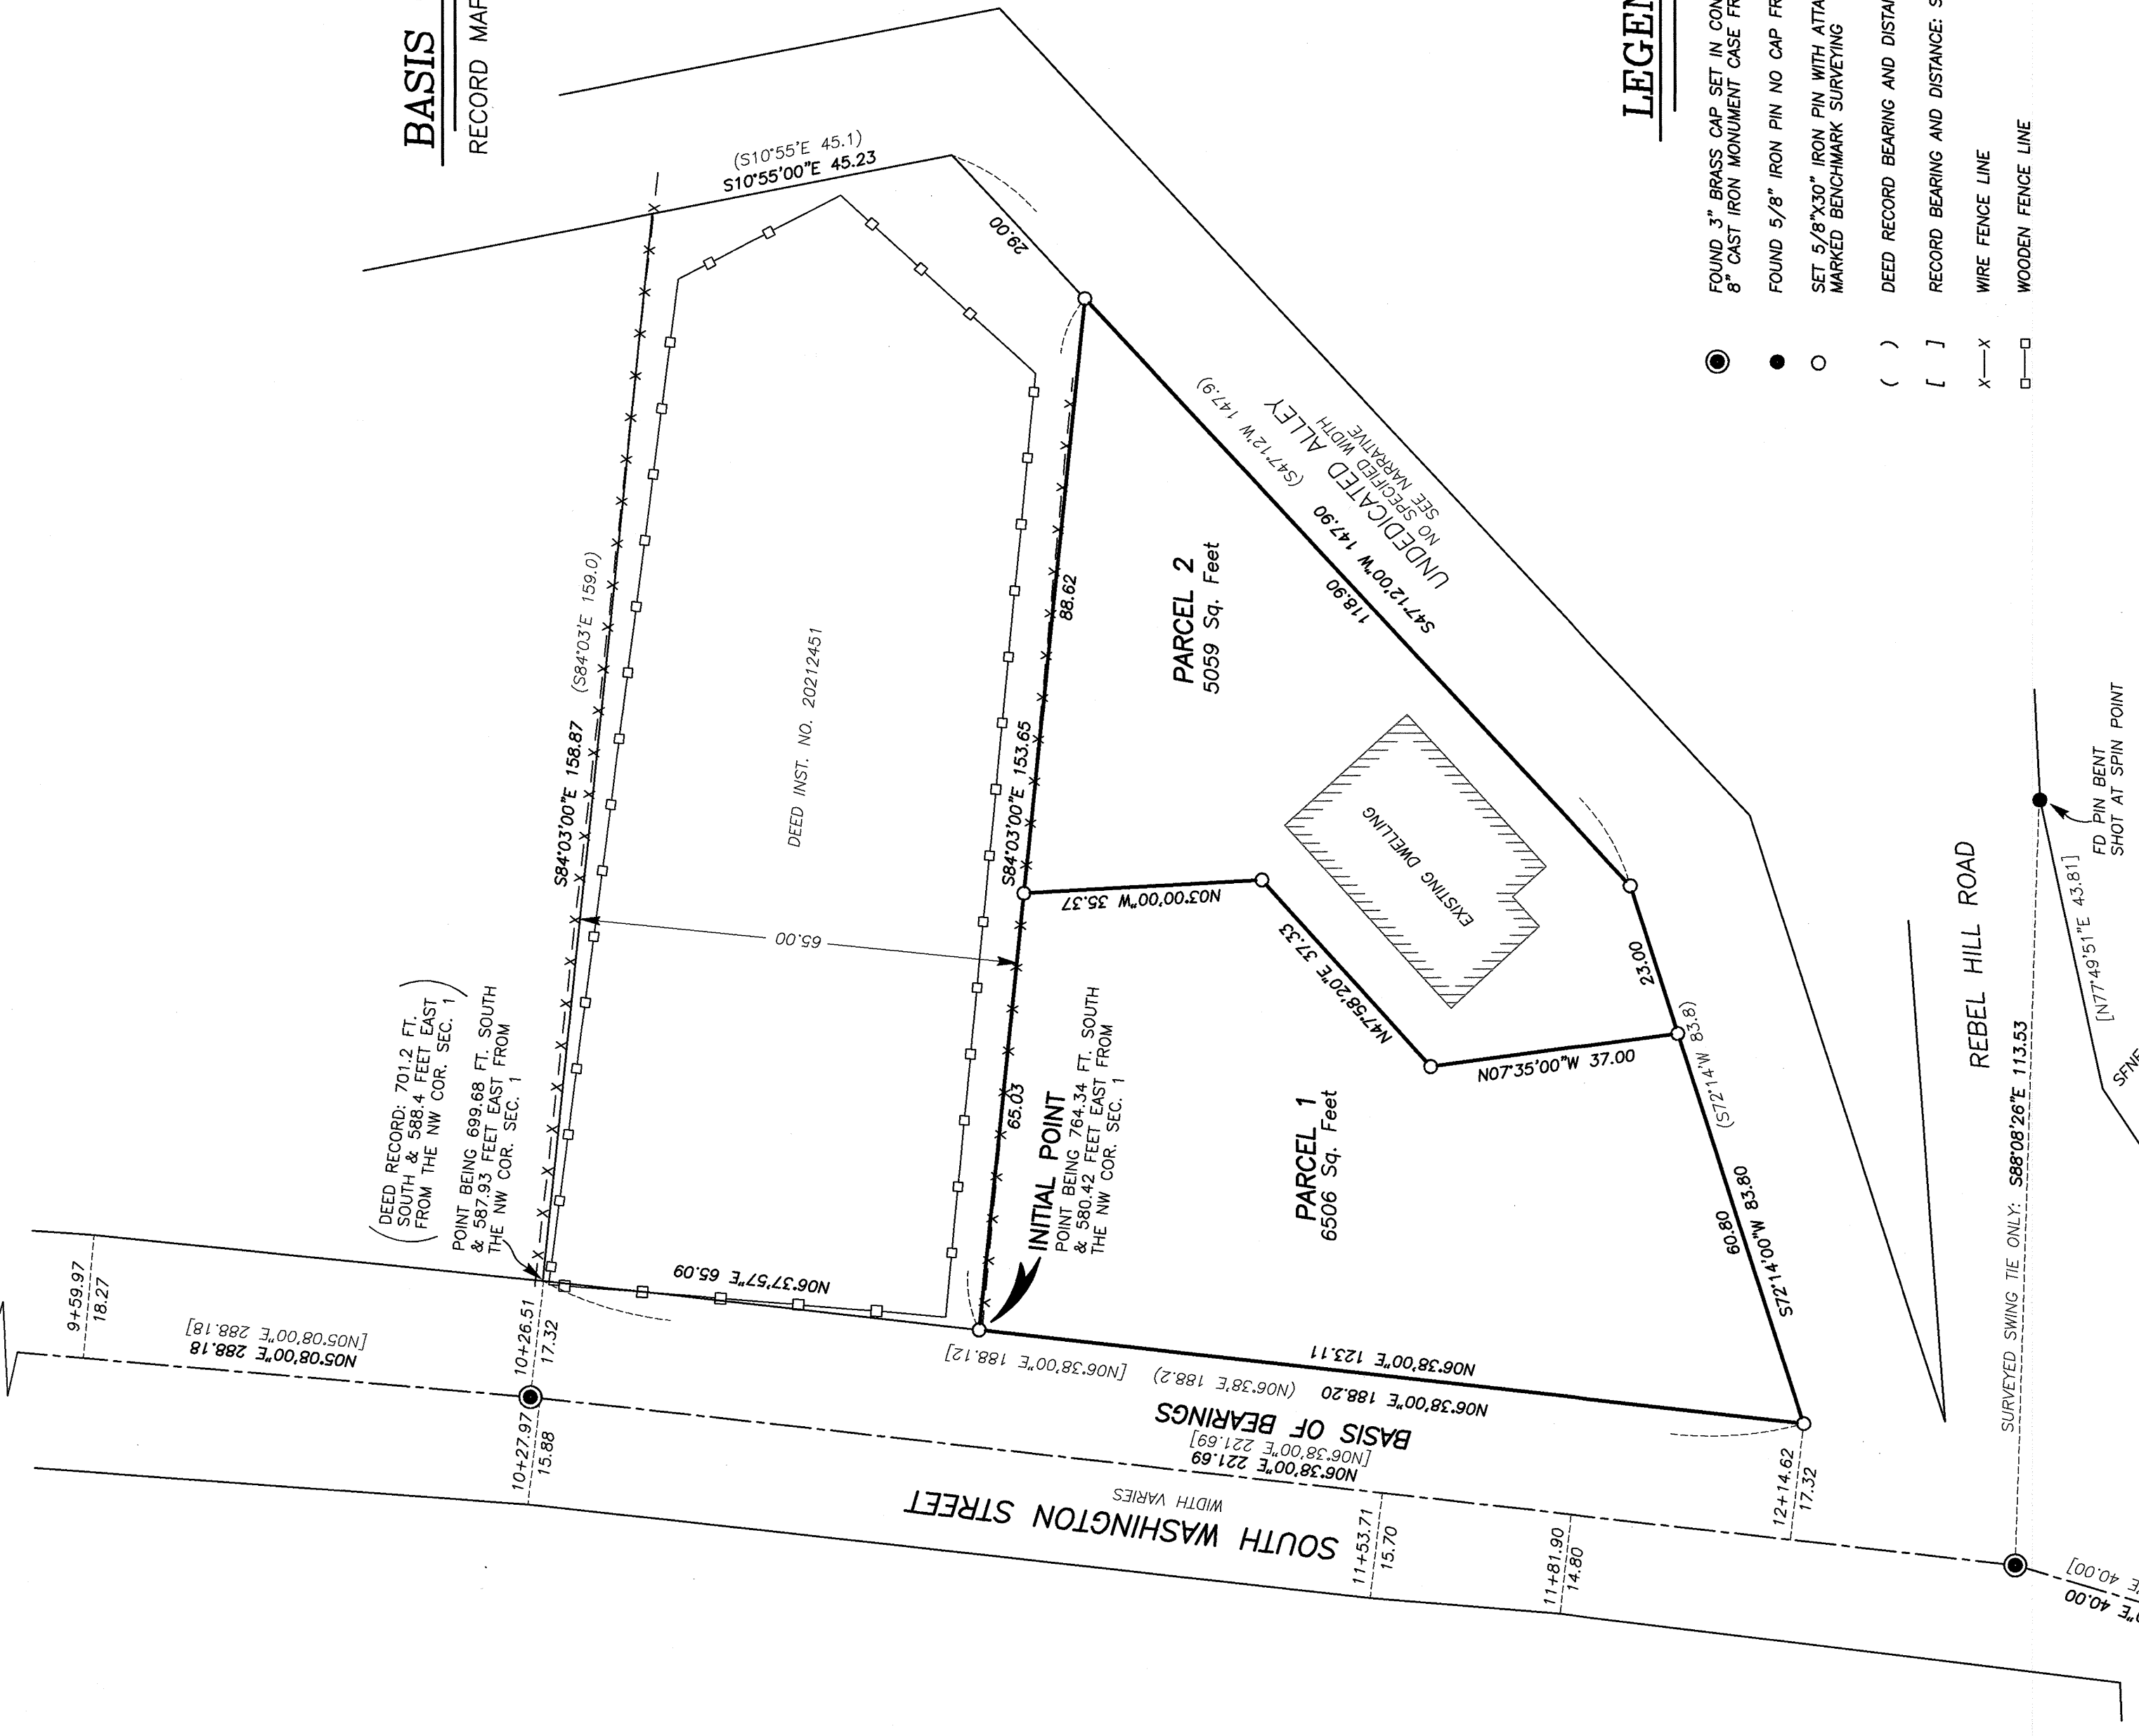 BASIS
RECORD MAP
LEGEN
FOUND 3" BRASS CAP SET IN CON
8" CAST IRON MONUMENT CASE FR
FOUND 5/8" IRON PIN NO CAP FR
SET 5/8"X30" IRON PIN WITH ATTA
MARKED BENCHMARK SURVEYING
( ) DEED RECORD BEARING AND DISTAN
[ ] RECORD BEARING AND DISTANCE: S
X——X WIRE FENCE LINE
WOODEN FENCE LINE
(S10°55'E 45.1)
S10°55'00"E 45.23
29.00
(S84°03'E 159.0)
S84°03'00"E 158.87
DEED INST. NO. 20212451
65.00
88.62
S84°03'00"E 153.65
65.03
PARCEL 2
5059 Sq. Feet
UNDEDICATED ALLEY
NO SPECIFIED WIDTH
SEE NARRATIVE
(S47°12'W 147.9)
S47°12'00"W 147.90
118.90
EXISTING DWELLING
N03°00'00"W 35.37
N47°58'20"E 37.33
N07°35'00"W 37.00
23.00
(S72°14'W 83.8)
60.80
S72°14'00"W 83.80
PARCEL 1
6506 Sq. Feet
(DEED RECORD: 701.2 FT.
SOUTH & 588.4 FEET EAST
FROM THE NW COR. SEC. 1)
POINT BEING 699.68 FT. SOUTH
& 587.93 FEET EAST FROM
THE NW COR. SEC. 1
INITIAL POINT
POINT BEING 764.34 FT. SOUTH
& 580.42 FEET EAST FROM
THE NW COR. SEC. 1
N06°37'57"E 65.09
9+59.97
18.27
[N05°08'00"E 288.18]
N05°08'00"E 288.18
10+26.51
17.32
10+27.97
15.88
N06°38'00"E 123.11
N06°38'00"E 188.20 (N06°38'E 188.2) [N06°38'00"E 188.12]
BASIS OF BEARINGS
[N06°38'00"E 221.69]
N06°38'00"E 221.69
WIDTH VARIES
SOUTH WASHINGTON STREET
11+53.71
15.70
11+81.90
14.80
12+14.62
17.32
REBEL HILL ROAD
SURVEYED SWING TIE ONLY: S88°08'26"E 113.53
FD PIN BENT
SHOT AT SPIN POINT
[N77°49'51"E 43.81]
40.00]
"E 40.00